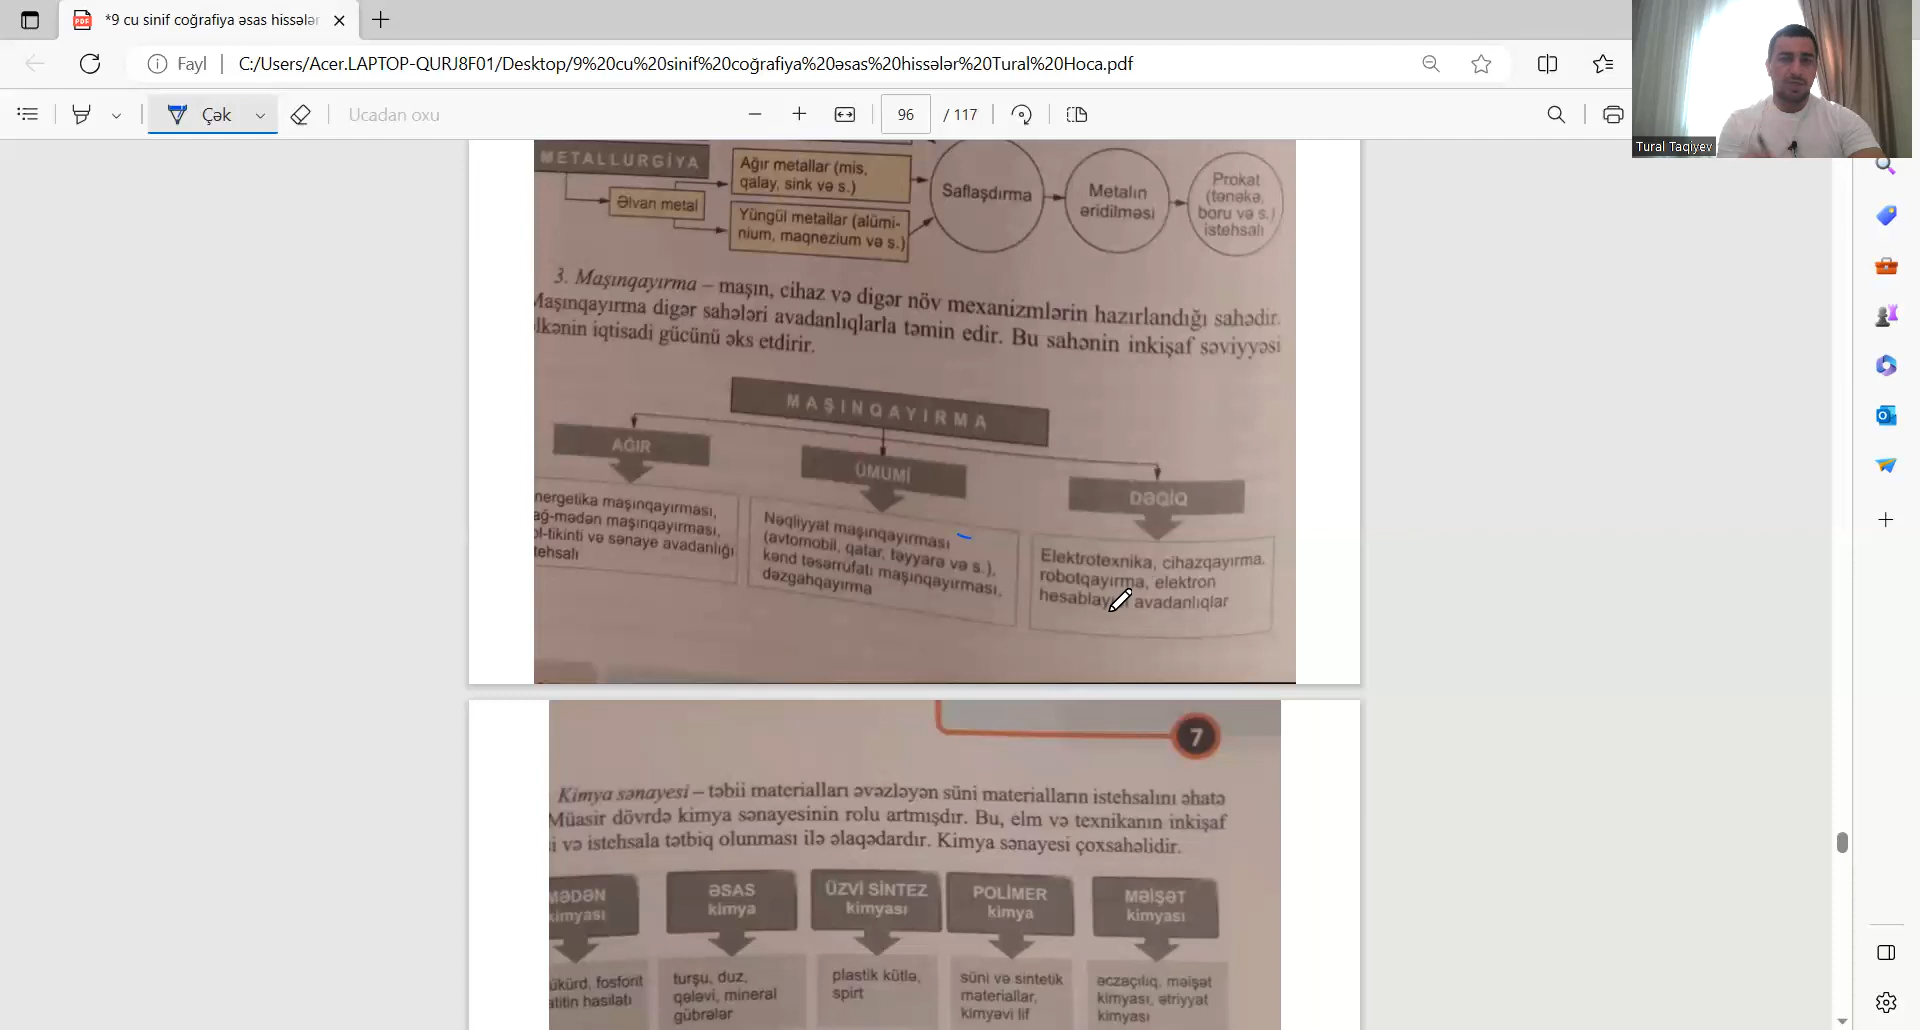 *9 cu sinif coğrafiya əsas hissələr
Fayl
C:/Users/Acer.LAPTOP-QURJ8F01/Desktop/9%20cu%20sinif%20coğrafiya%20əsas%20hissələr%20Tural%20Hoca.pdf
Çək
Ucadan oxu
96 / 117
Tural Taqiyev
METALLURGİYA
Əlvan metal
Ağır metallar (mis,
qalay, sink və s.)
Yüngül metallar (alümi-
nium, maqnezium və s.)
Saflaşdırma
Metalın
əridilməsi
Prokat
(tənəkə,
boru və s.)
istehsalı
3. Maşınqayırma – maşın, cihaz və digər növ mexanizmlərin hazırlandığı sahədir.
Maşınqayırma digər sahələri avadanlıqlarla təmin edir. Bu sahənin inkişaf səviyyəsi
lkənin iqtisadi gücünü əks etdirir.
MAŞINQAYIRMA
AĞIR
nergetika maşınqayırması,
ağ-mədən maşınqayırması,
ol-tikinti və sənaye avadanlığı
tehsalı
ÜMUMİ
Nəqliyyat maşınqayırması
(avtomobil, qatar, təyyarə və s.),
kənd təsərrüfatı maşınqayırması,
dəzgahqayırma
DƏQİQ
Elektrotexnika, cihazqayırma,
robotqayırma, elektron
avadanlıqlar
7
Kimya sənayesi – təbii materialları əvəzləyən süni materialların istehsalını əhatə
Müasir dövrdə kimya sənayesinin rolu artmışdır. Bu, elm və texnikanın inkişaf
i və istehsala tətbiq olunması ilə əlaqədardır. Kimya sənayesi çoxsahəlidir.
MƏDƏN
kimyası
ükürd, fosforit
atitin hasilatı
ƏSAS
kimya
turşu, duz,
qələvi, mineral
gübrələr
ÜZVİ SİNTEZ
kimyası
plastik kütlə,
spirt
POLİMER
kimya
süni və sintetik
materiallar,
kimyəvi lif
MƏİŞƏT
kimyası
əczaçılıq, məişət
kimyası, ətriyyat
kimyası